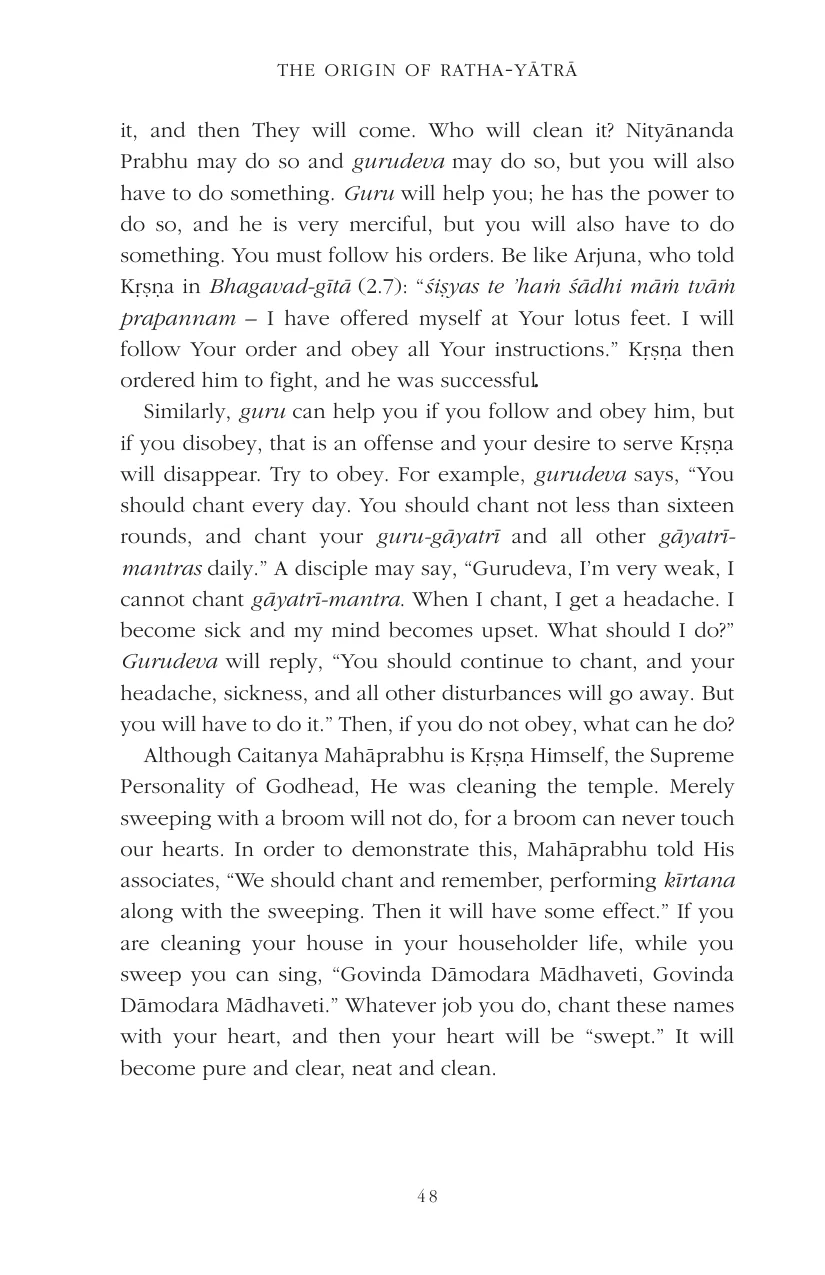 THE ORIGIN OF RATHA-YĀTRĀ
it, and then They will come. Who will clean it? Nityānanda
Prabhu may do so and gurudeva may do so, but you will also
have to do something. Guru will help you; he has the power to
do so, and he is very merciful, but you will also have to do
something. You must follow his orders. Be like Arjuna, who told
Kṛṣṇa in Bhagavad-gītā (2.7): “śiṣyas te ’haṁ śādhi māṁ tvāṁ
prapannam – I have offered myself at Your lotus feet. I will
follow Your order and obey all Your instructions.” Kṛṣṇa then
ordered him to fight, and he was successful.
Similarly, guru can help you if you follow and obey him, but
if you disobey, that is an offense and your desire to serve Kṛṣṇa
will disappear. Try to obey. For example, gurudeva says, “You
should chant every day. You should chant not less than sixteen
rounds, and chant your guru-gāyatrī and all other gāyatrī-
mantras daily.” A disciple may say, “Gurudeva, I’m very weak, I
cannot chant gāyatrī-mantra. When I chant, I get a headache. I
become sick and my mind becomes upset. What should I do?”
Gurudeva will reply, “You should continue to chant, and your
headache, sickness, and all other disturbances will go away. But
you will have to do it.” Then, if you do not obey, what can he do?
Although Caitanya Mahāprabhu is Kṛṣṇa Himself, the Supreme
Personality of Godhead, He was cleaning the temple. Merely
sweeping with a broom will not do, for a broom can never touch
our hearts. In order to demonstrate this, Mahāprabhu told His
associates, “We should chant and remember, performing kīrtana
along with the sweeping. Then it will have some effect.” If you
are cleaning your house in your householder life, while you
sweep you can sing, “Govinda Dāmodara Mādhaveti, Govinda
Dāmodara Mādhaveti.” Whatever job you do, chant these names
with your heart, and then your heart will be “swept.” It will
become pure and clear, neat and clean.
48